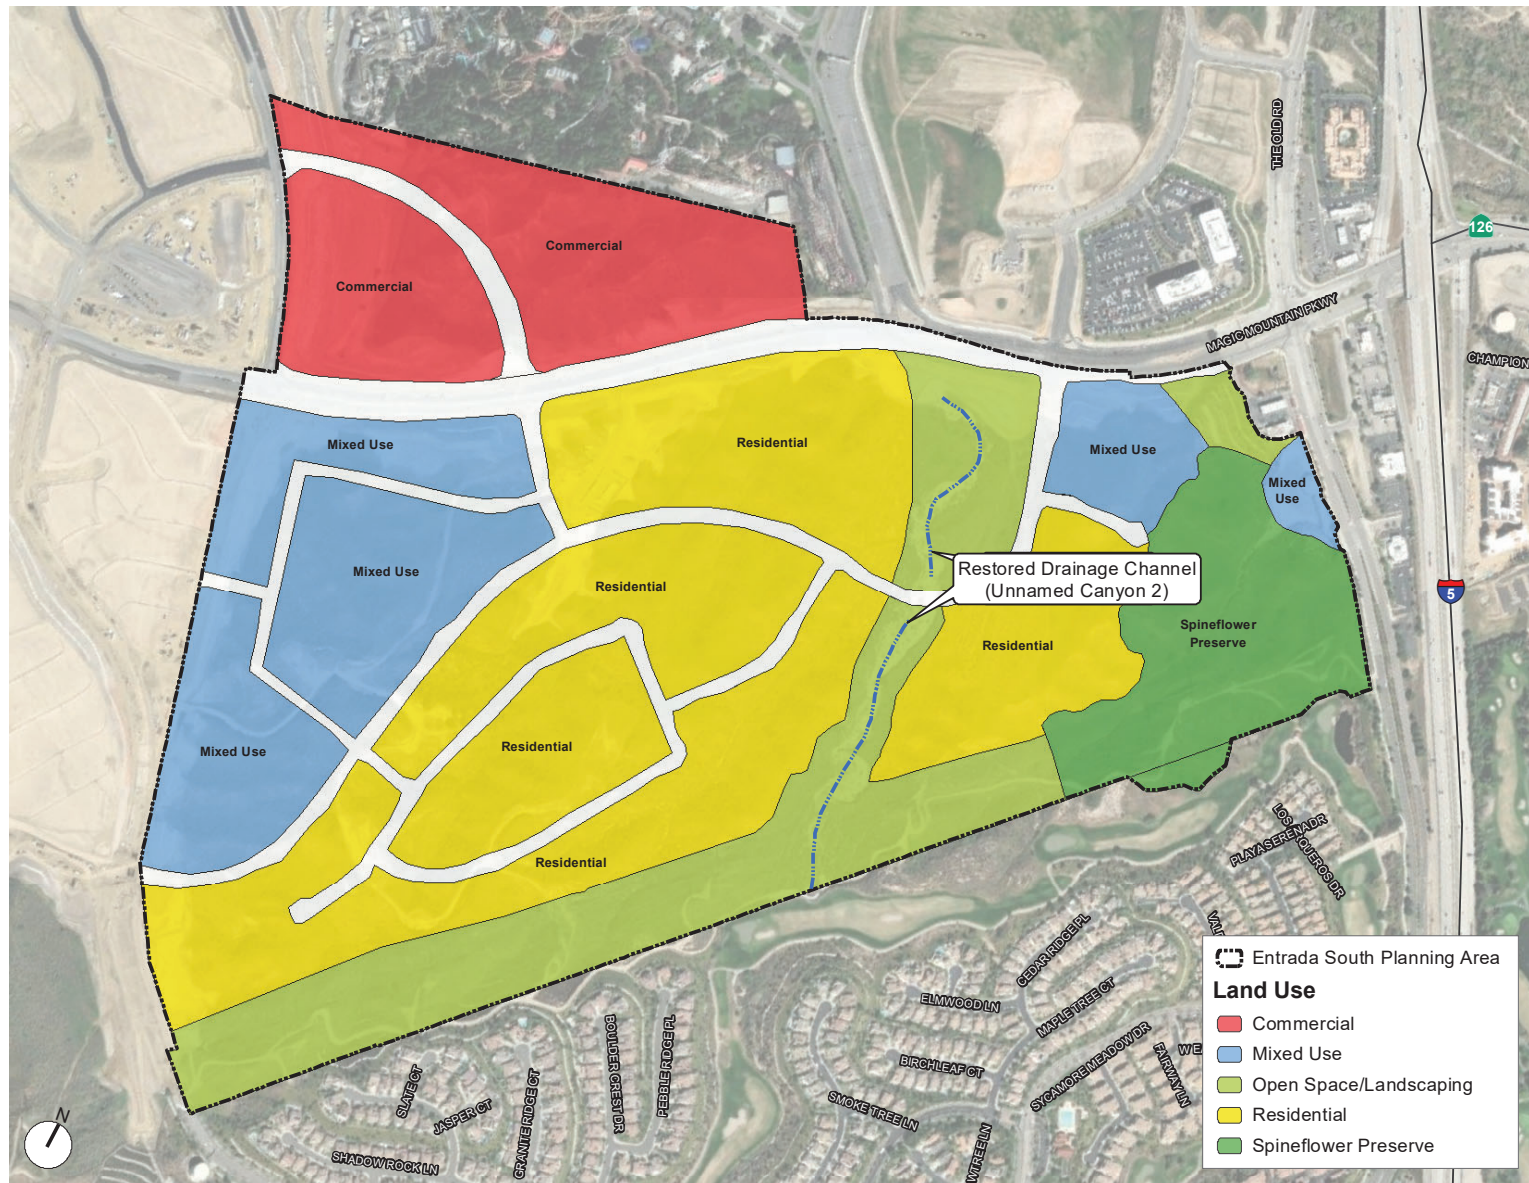 THE OLD RD
126
MAGIC MOUNTAIN PKWY
CHAMPION
Commercial
Commercial
Mixed Use
Residential
Mixed Use
Mixed
Use
Mixed Use
Residential
Restored Drainage Channel
(Unnamed Canyon 2)
5
Spineflower
Preserve
Residential
Mixed Use
Residential
Residential
PLAYA SERENA DR
CEDAR RIDGE PL
ELMWOOD LN
MAPLE TREE CT
BIRCHLEAF CT
SYCAMORE MEADOW DR
FAIRWAY LN
SMOKE TREE LN
BOULDER CREST DR
PEBBLE RIDGE PL
SLATE CT
JASPER CT
GRANITE RIDGE CT
SHADOW ROCK LN
N
Entrada South Planning Area
Land Use
Commercial
Mixed Use
Open Space/Landscaping
Residential
Spineflower Preserve